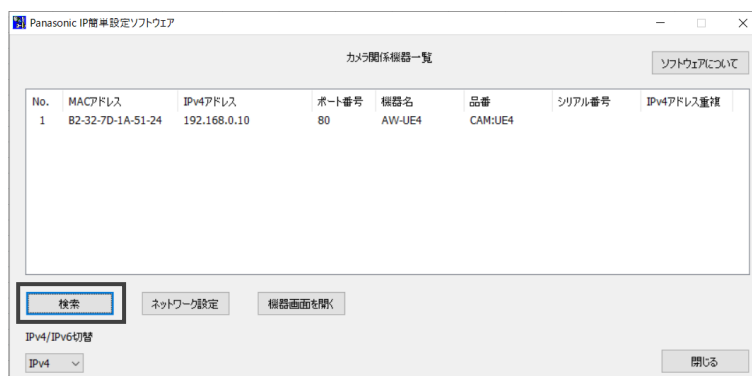 Panasonic IP簡単設定ソフトウェア
カメラ関係機器一覧
ソフトウェアについて
No. MACアドレス IPv4アドレス ポート番号 機器名 品番 シリアル番号 IPv4アドレス重複
1 B2-32-7D-1A-51-24 192.168.0.10 80 AW-UE4 CAM:UE4
検索 ネットワーク設定 機器画面を開く
IPv4/IPv6切替
IPv4 閉じる